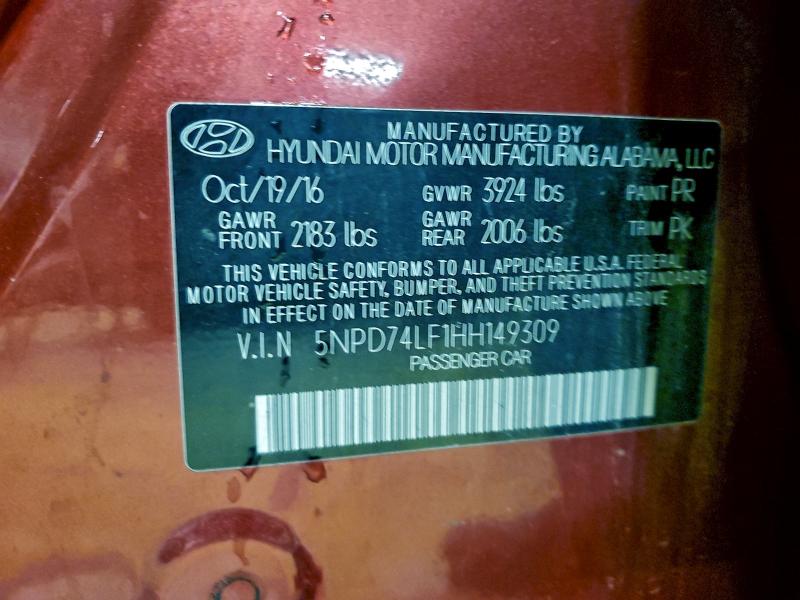 MANUFACTURED BY
HYUNDAI MOTOR MANUFACTURING ALABAMA, LLC
Oct/19/16 GVWR 3924 lbs PAINT PR
GAWR FRONT 2183 lbs GAWR REAR 2006 lbs TRIM PK
THIS VEHICLE CONFORMS TO ALL APPLICABLE U.S.A. FEDERAL
MOTOR VEHICLE SAFETY, BUMPER, AND THEFT PREVENTION STANDARDS
IN EFFECT ON THE DATE OF MANUFACTURE SHOWN ABOVE
V.I.N 5NPD74LF1HH149309
PASSENGER CAR